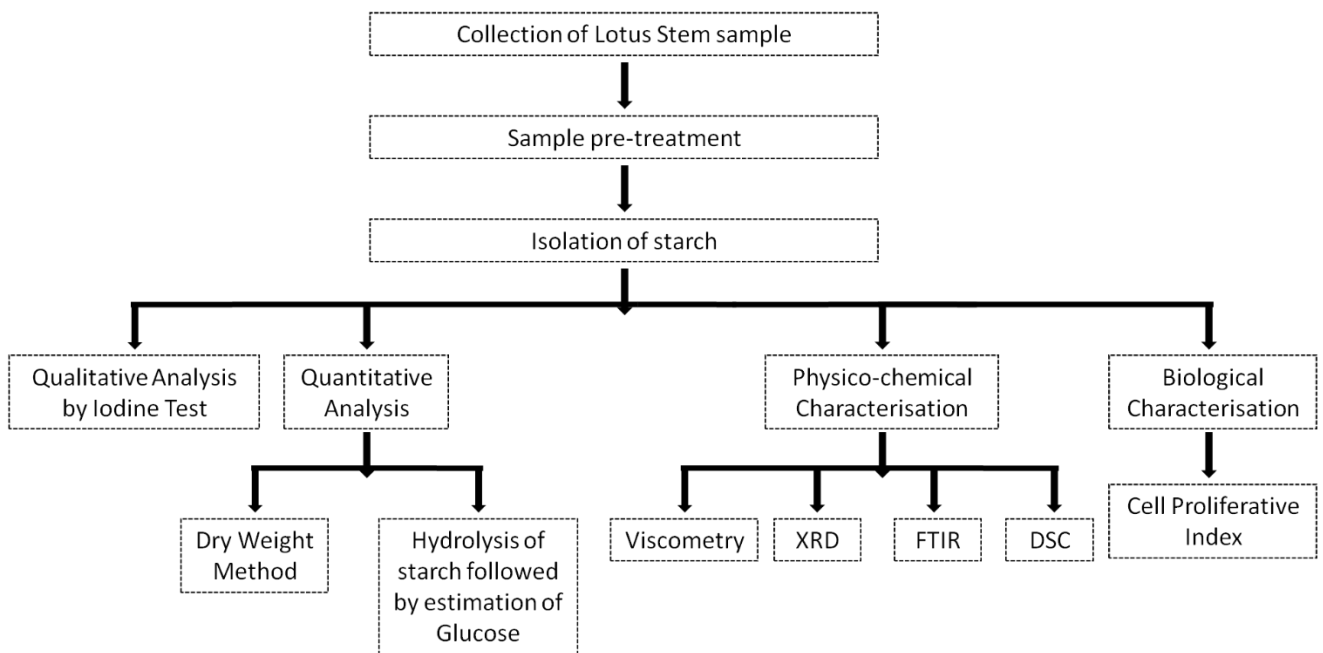 Collection of Lotus Stem sample
Sample pre-treatment
Isolation of starch
Qualitative Analysis
by Iodine Test
Quantitative
Analysis
Physico-chemical
Characterisation
Biological
Characterisation
Dry Weight
Method
Hydrolysis of
starch followed
by estimation of
Glucose
Viscometry
XRD
FTIR
DSC
Cell Proliferative
Index